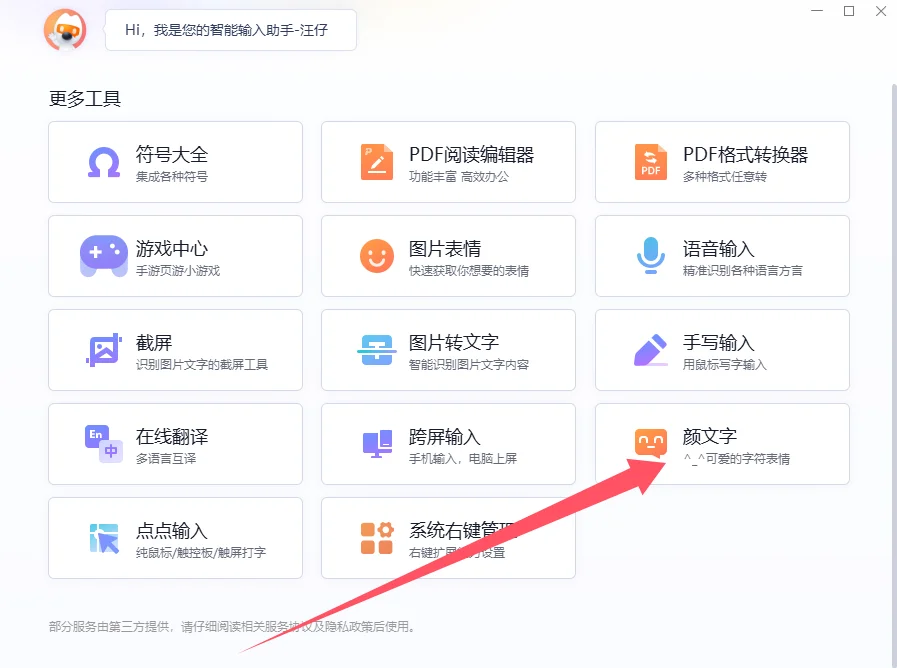 Hi，我是您的智能输入助手-汪仔
更多工具
符号大全
集成各种符号
PDF阅读编辑器
功能丰富 高效办公
PDF格式转换器
多种格式任意转
游戏中心
手游页游小游戏
图片表情
快速获取你想要的表情
语音输入
精准识别各种语言方言
截屏
识别图片文字的截屏工具
图片转文字
智能识别图片文字内容
手写输入
用鼠标写字输入
En
中
在线翻译
多语言互译
跨屏输入
手机输入，电脑上屏
颜文字
^_^可爱的字符表情
点点输入
纯鼠标/触控板/触屏打字
系统右键管理
右键扩展能力设置
部分服务由第三方提供，请仔细阅读相关服务协议及隐私政策后使用。